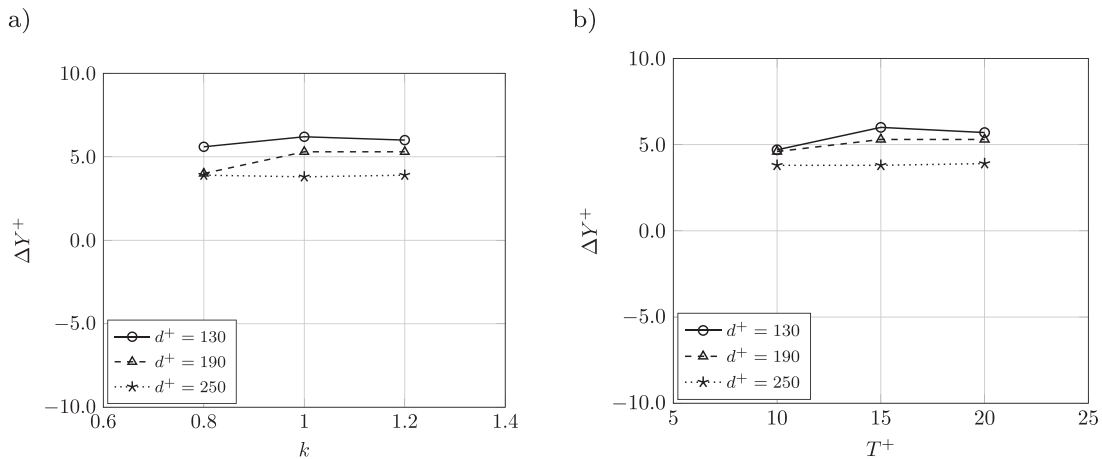 a)
10.0
5.0
0.0
−5.0
−10.0
ΔY⁺
d⁺ = 130
d⁺ = 190
d⁺ = 250
0.6 0.8 1 1.2 1.4
k
b)
10.0
5.0
0.0
−5.0
−10.0
ΔY⁺
d⁺ = 130
d⁺ = 190
d⁺ = 250
5 10 15 20 25
T⁺